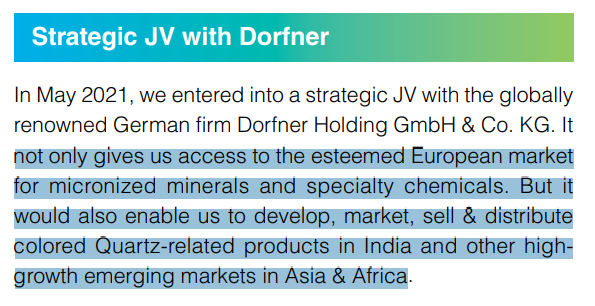 Strategic JV with Dorfner
In May 2021, we entered into a strategic JV with the globally
renowned German firm Dorfner Holding GmbH & Co. KG. It
not only gives us access to the esteemed European market
for micronized minerals and specialty chemicals. But it
would also enable us to develop, market, sell & distribute
colored Quartz-related products in India and other high-
growth emerging markets in Asia & Africa.